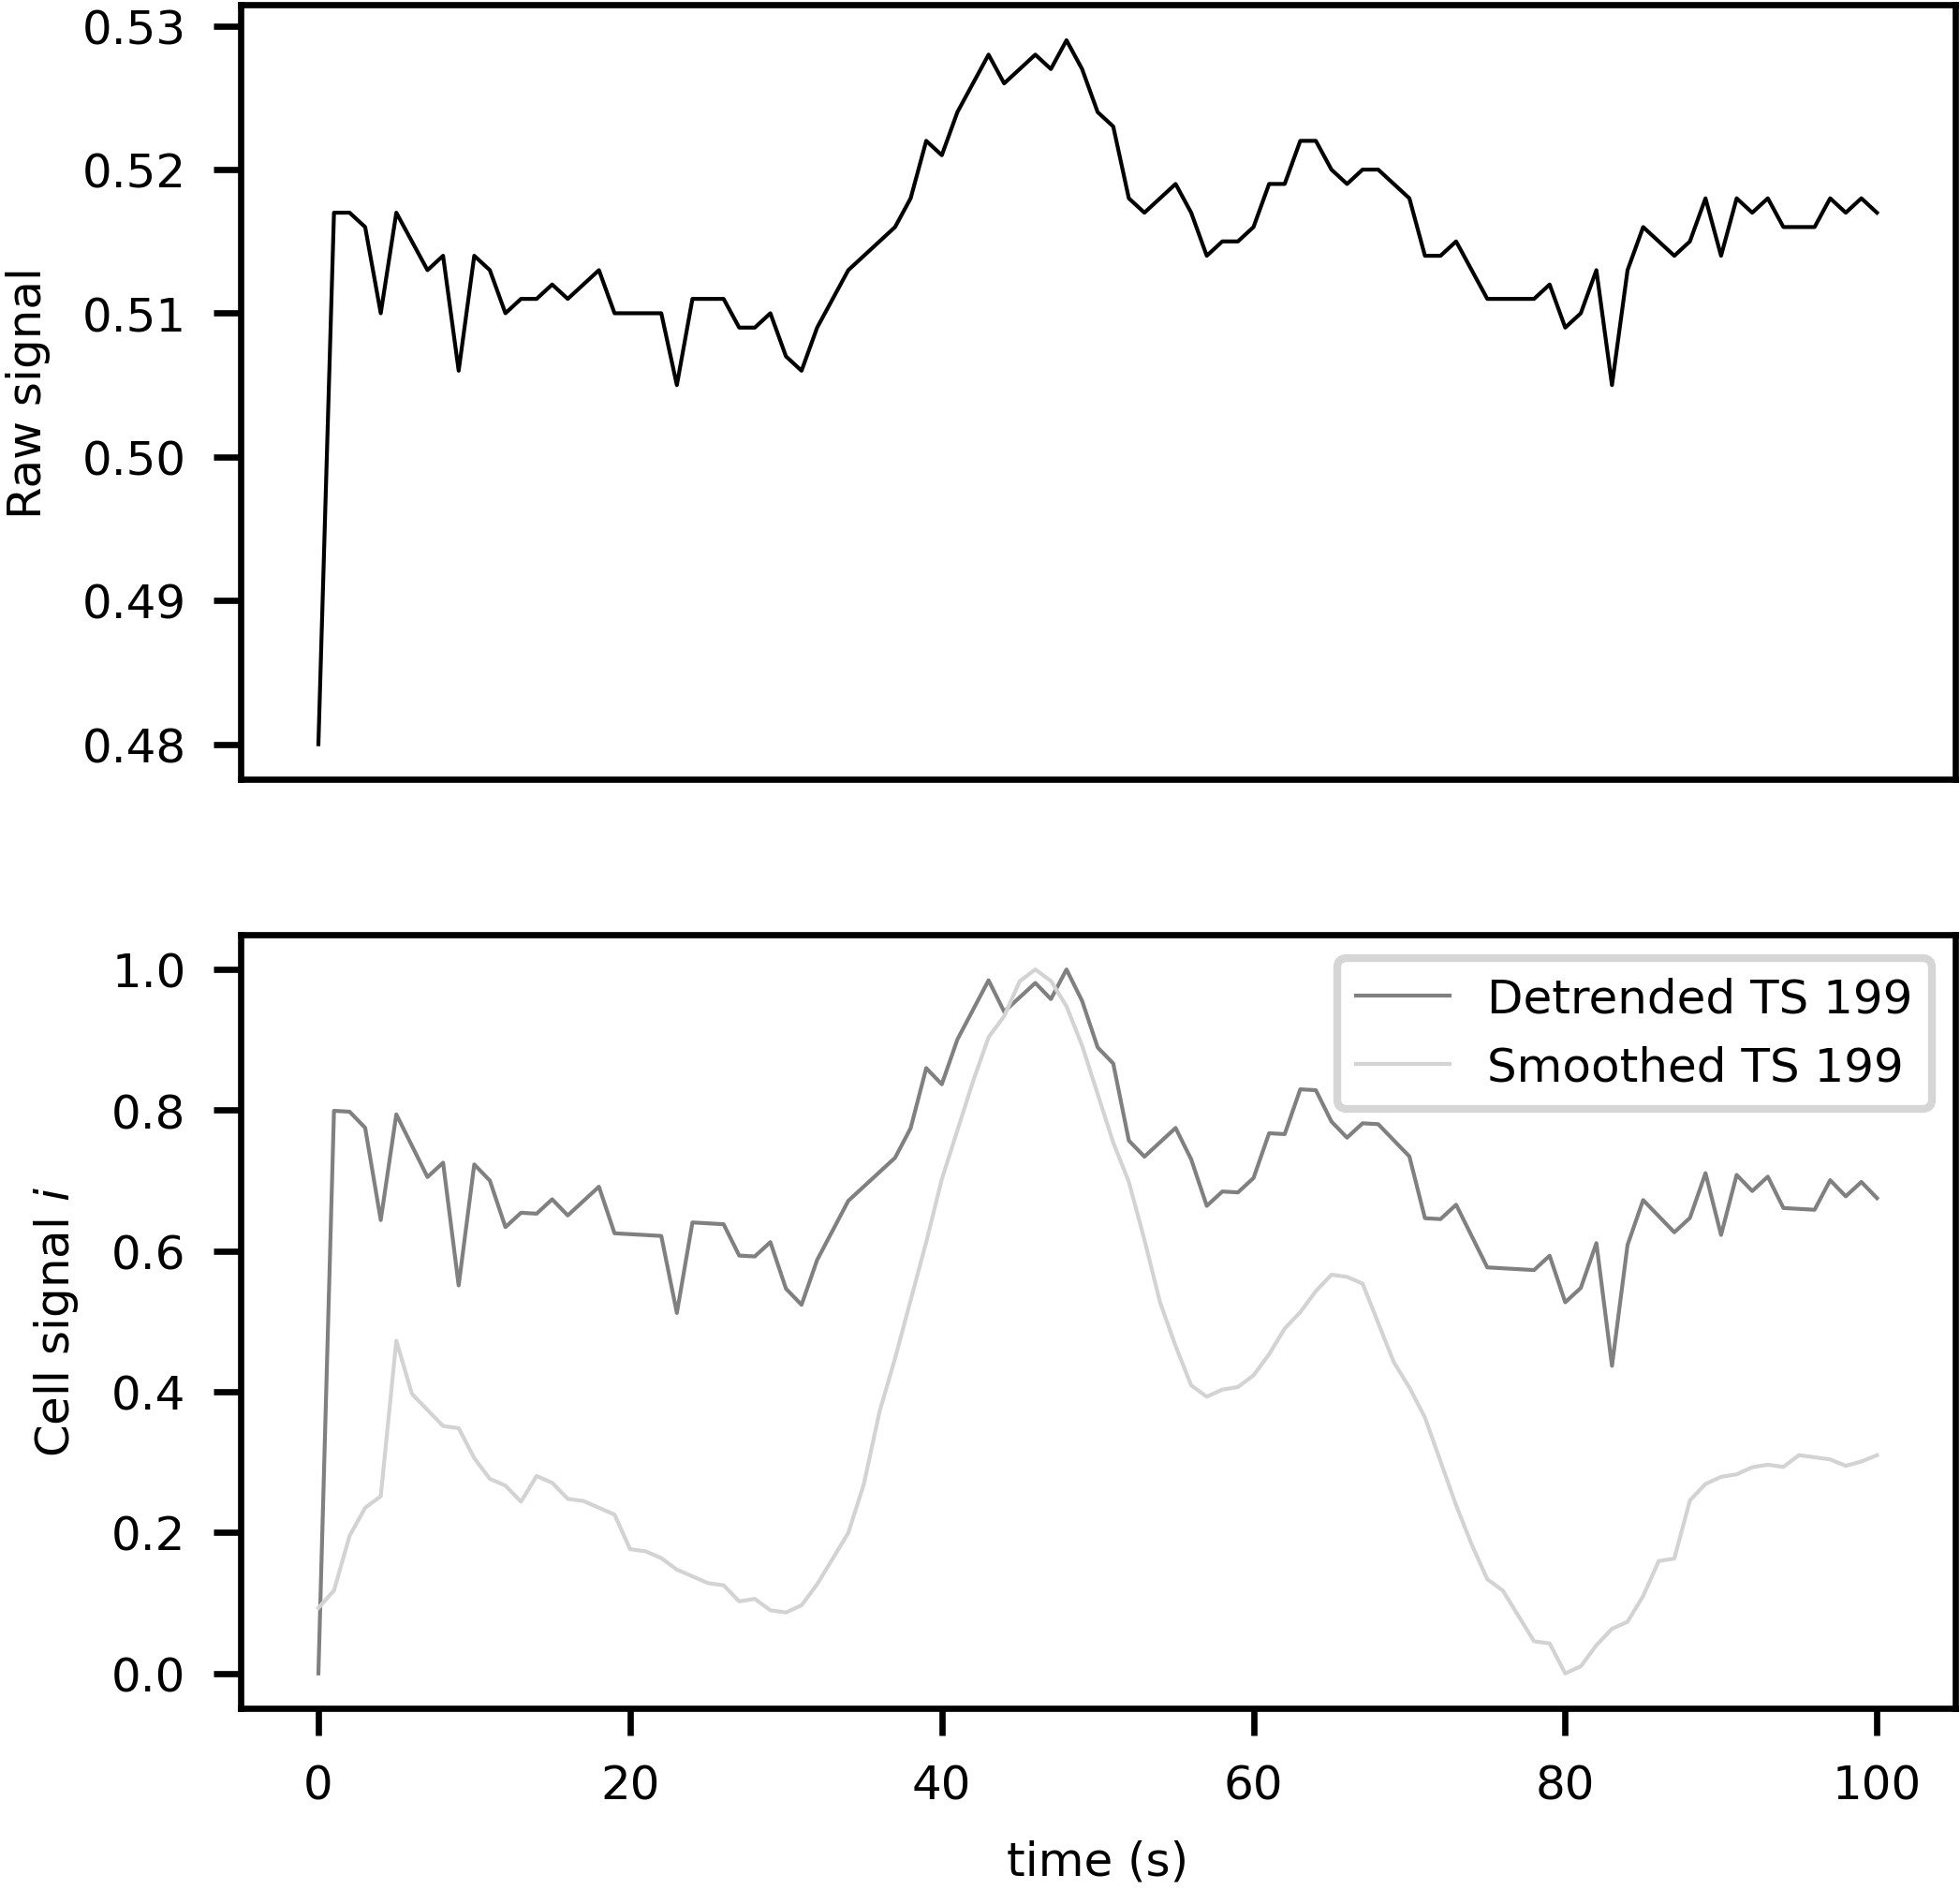 0.53
0.52
0.51
0.50
0.49
0.48
Raw signal
1.0
0.8
0.6
0.4
0.2
0.0
Cell signal i
Detrended TS 199
Smoothed TS 199
0 20 40 60 80 100
time (s)